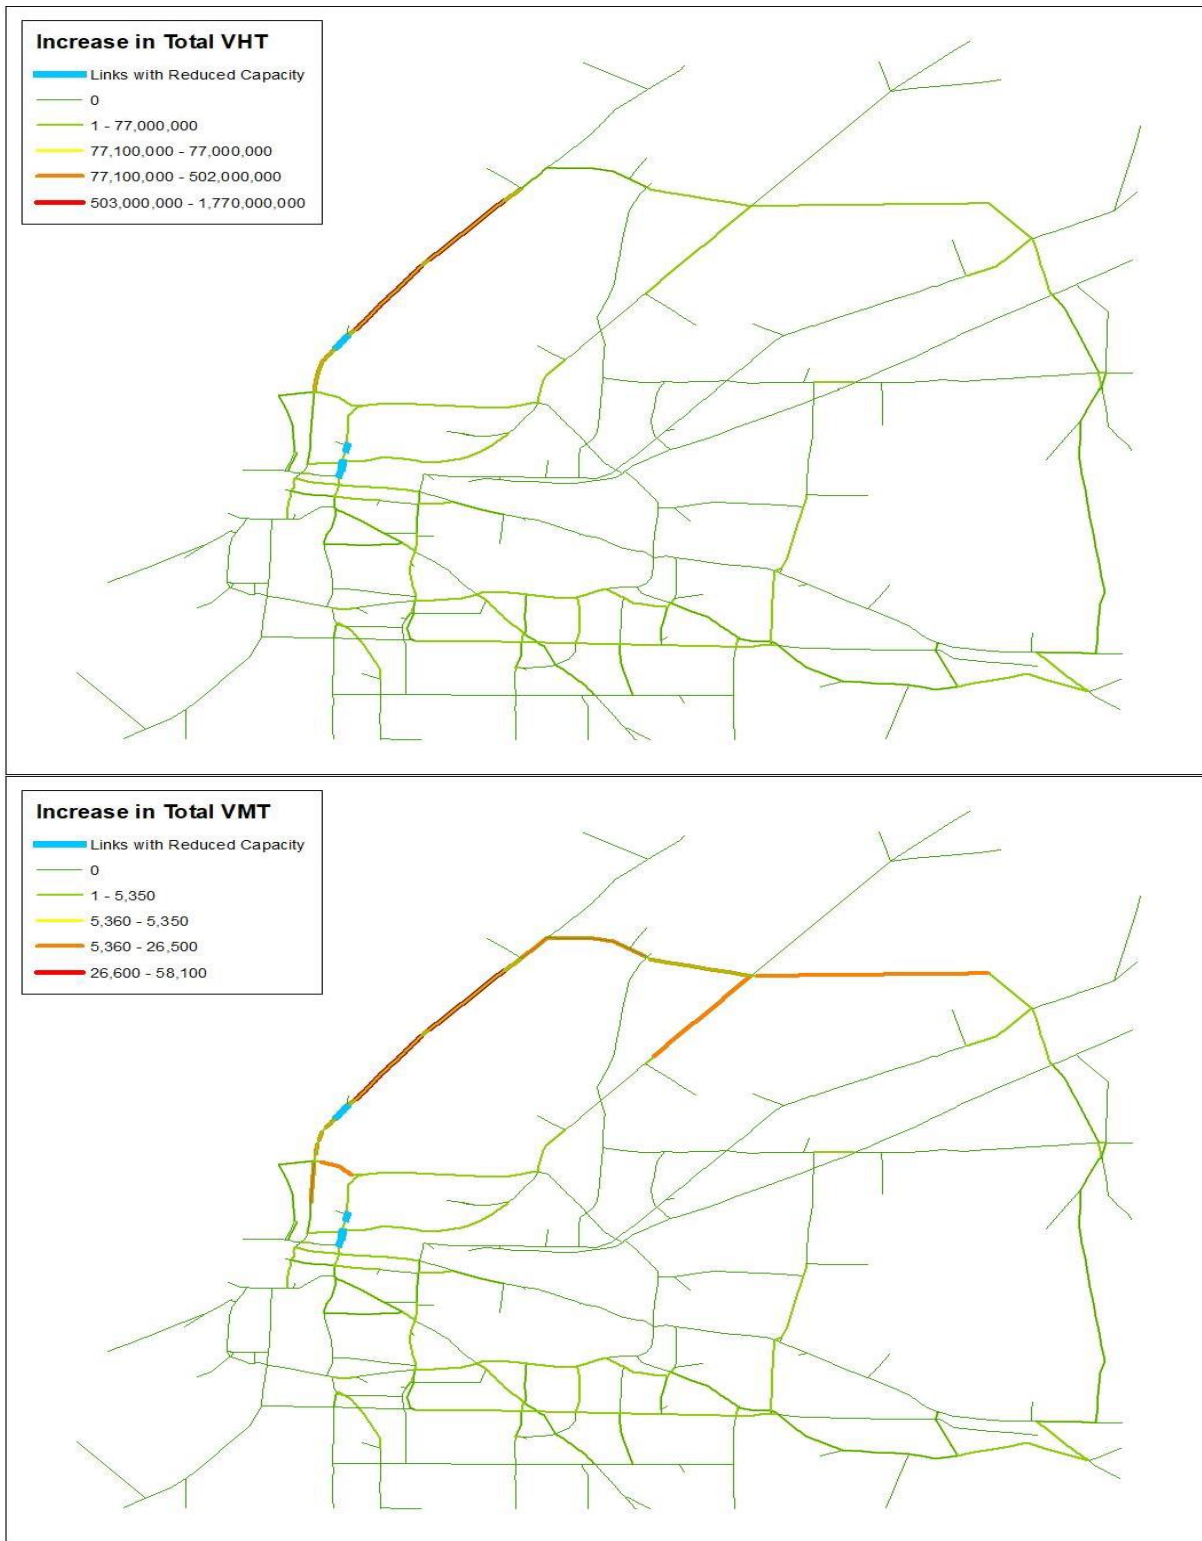 Increase in Total VHT
Links with Reduced Capacity
0
1 - 77,000,000
77,100,000 - 77,000,000
77,100,000 - 502,000,000
503,000,000 - 1,770,000,000
Increase in Total VMT
Links with Reduced Capacity
0
1 - 5,350
5,360 - 5,350
5,360 - 26,500
26,600 - 58,100